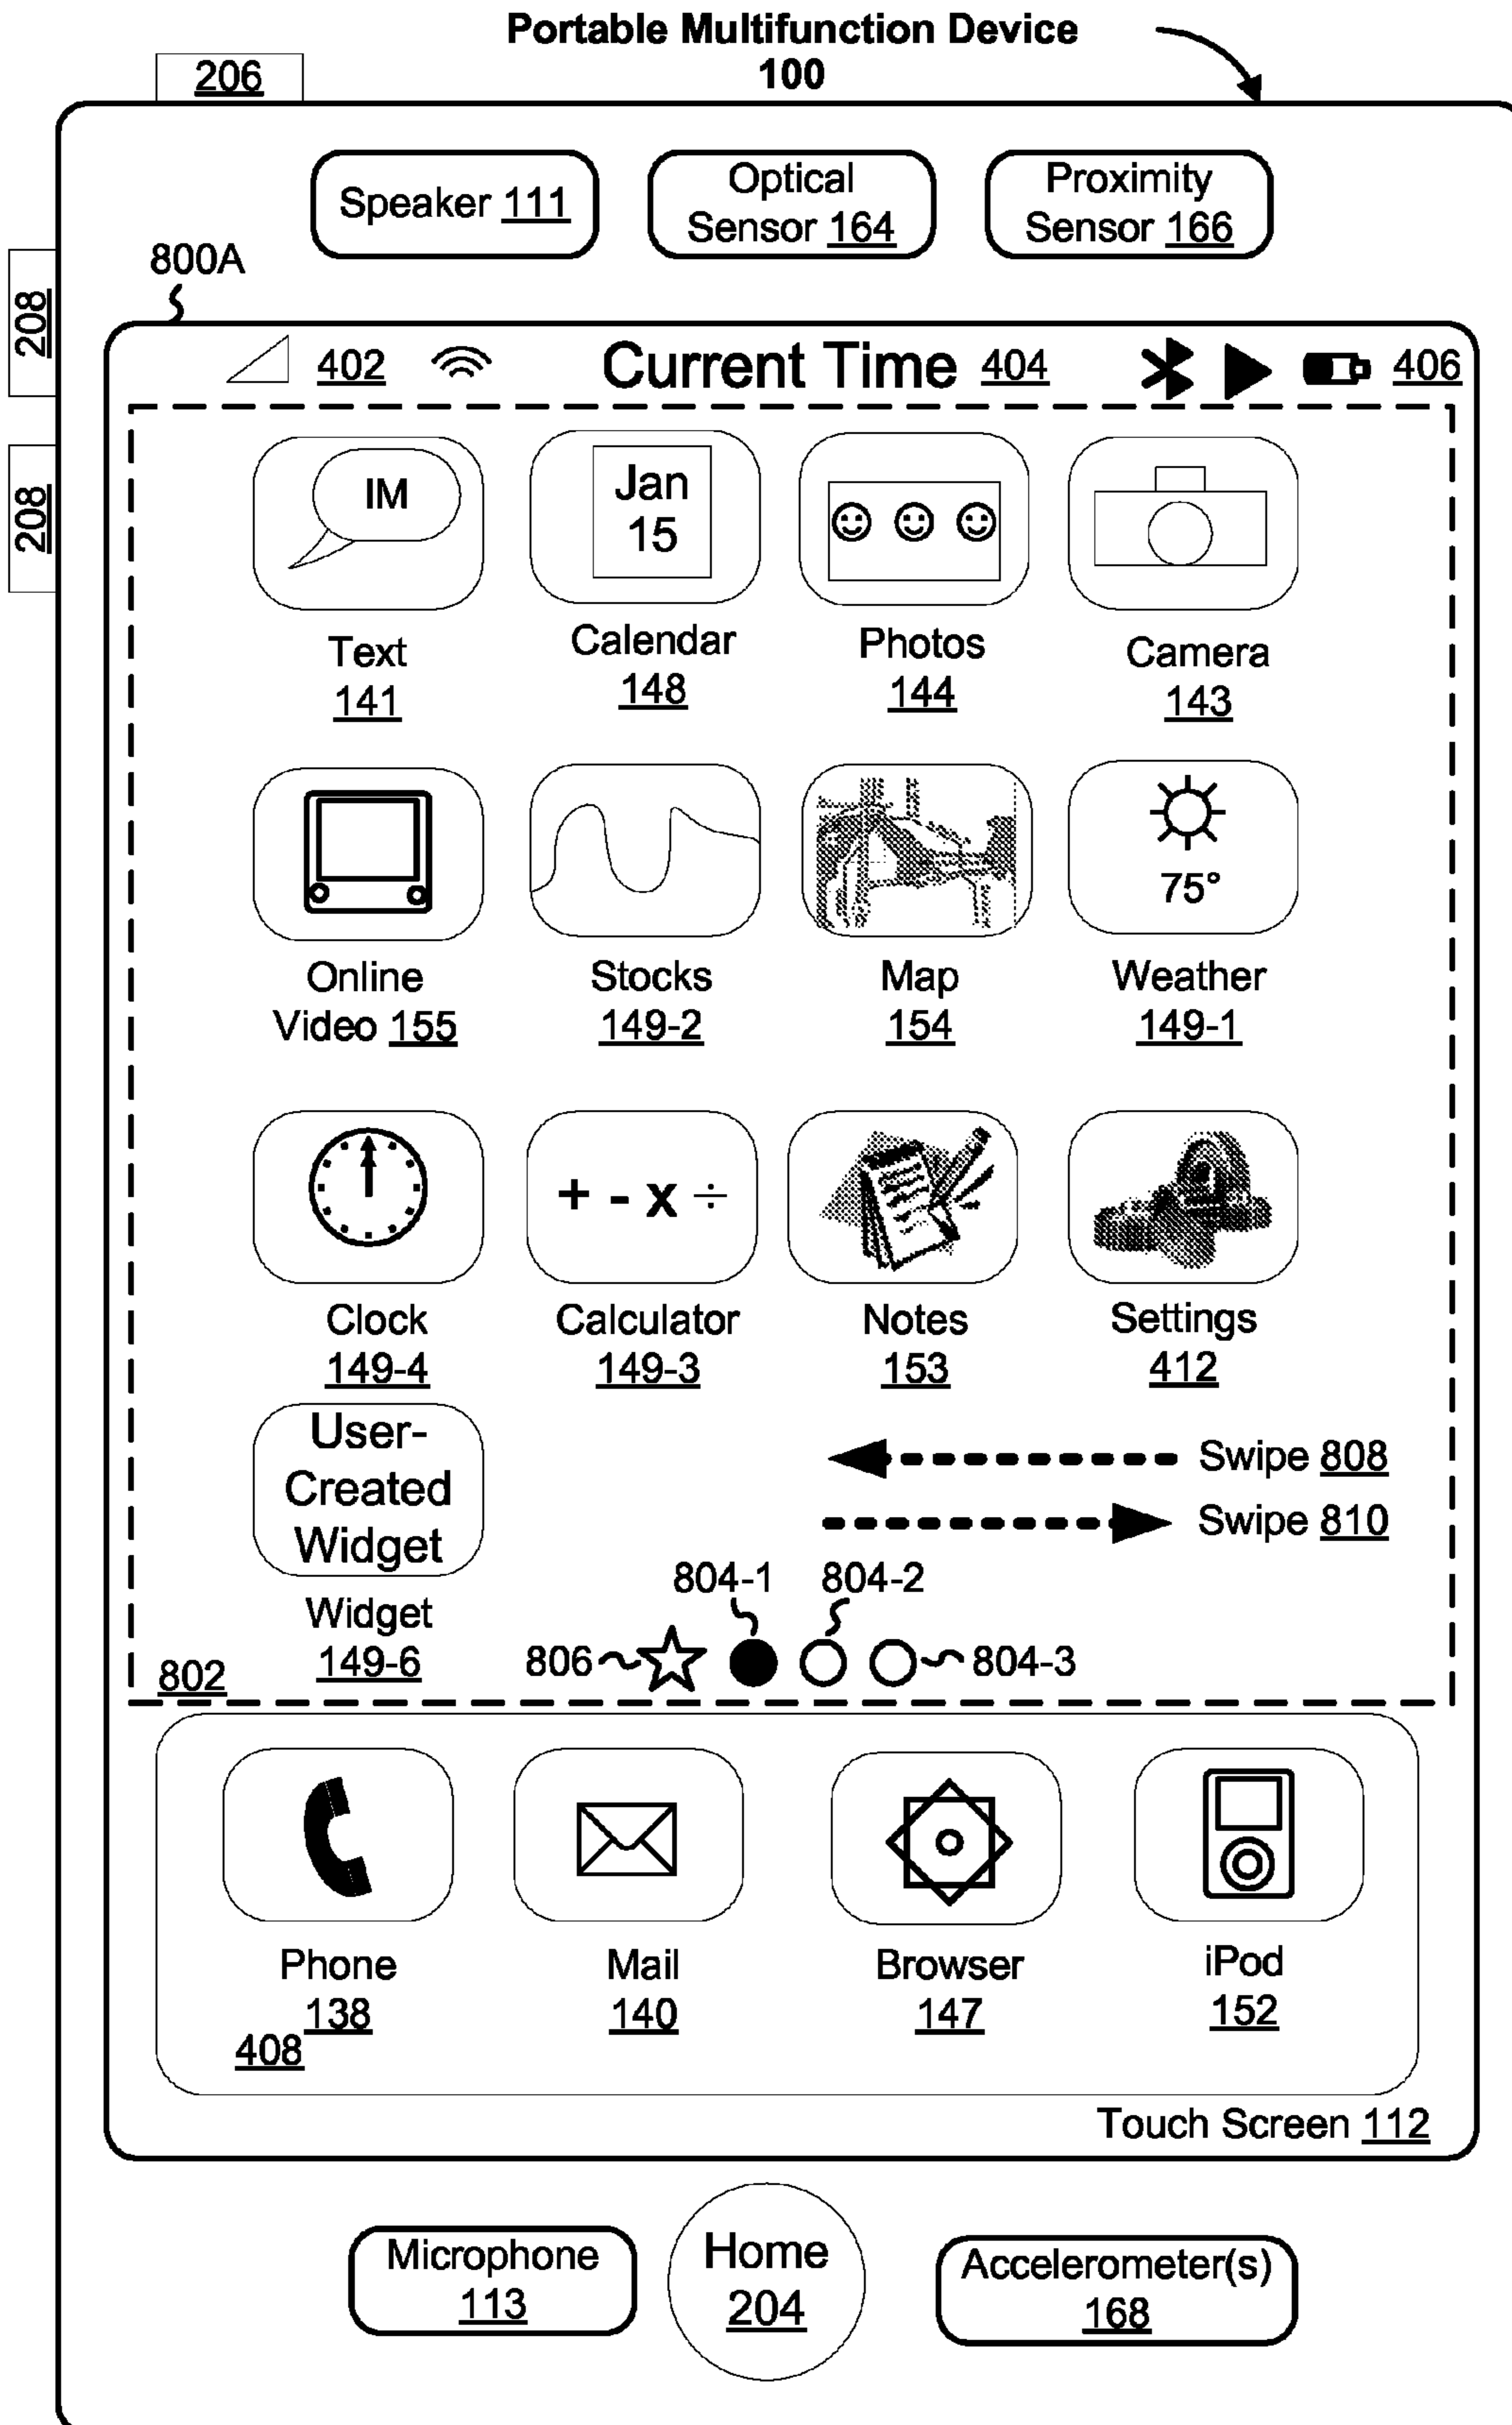 Portable Multifunction Device
100
206
Speaker 111
Optical
Sensor 164
Proximity
Sensor 166
800A
208
208
402
Current Time 404
406
IM
Jan
15
Text
141
Calendar
148
Photos
144
Camera
143
75°
Online
Video 155
Stocks
149-2
Map
154
Weather
149-1
+ - x ÷
Clock
149-4
Calculator
149-3
Notes
153
Settings
412
User-
Created
Widget
Swipe 808
Swipe 810
Widget
149-6
804-1
804-2
806
804-3
802
Phone
138
Mail
140
Browser
147
iPod
152
408
Touch Screen 112
Microphone
113
Home
204
Accelerometer(s)
168